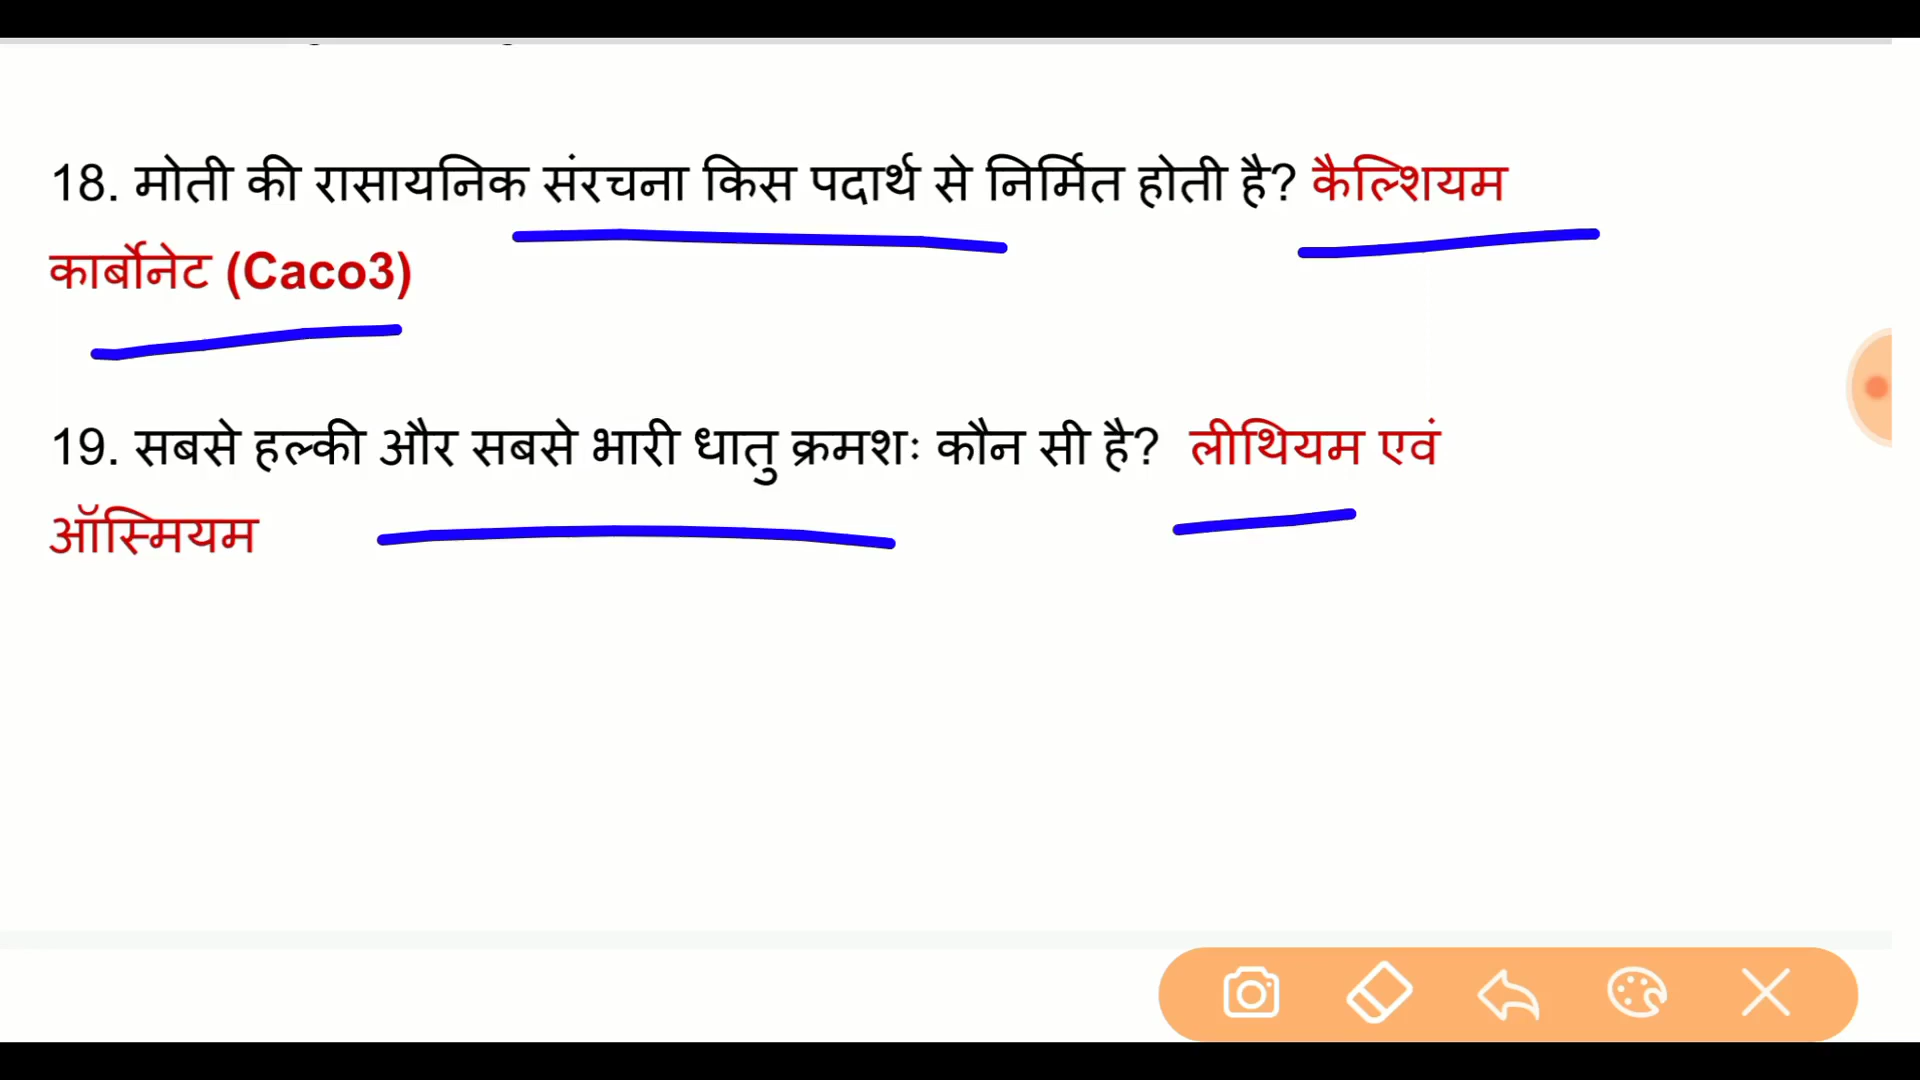 18. मोती की रासायनिक संरचना किस पदार्थ से निर्मित होती है? कैल्शियम
कार्बोनेट (Caco3)
19. सबसे हल्की और सबसे भारी धातु क्रमशः कौन सी है? लीथियम एवं
ऑस्मियम